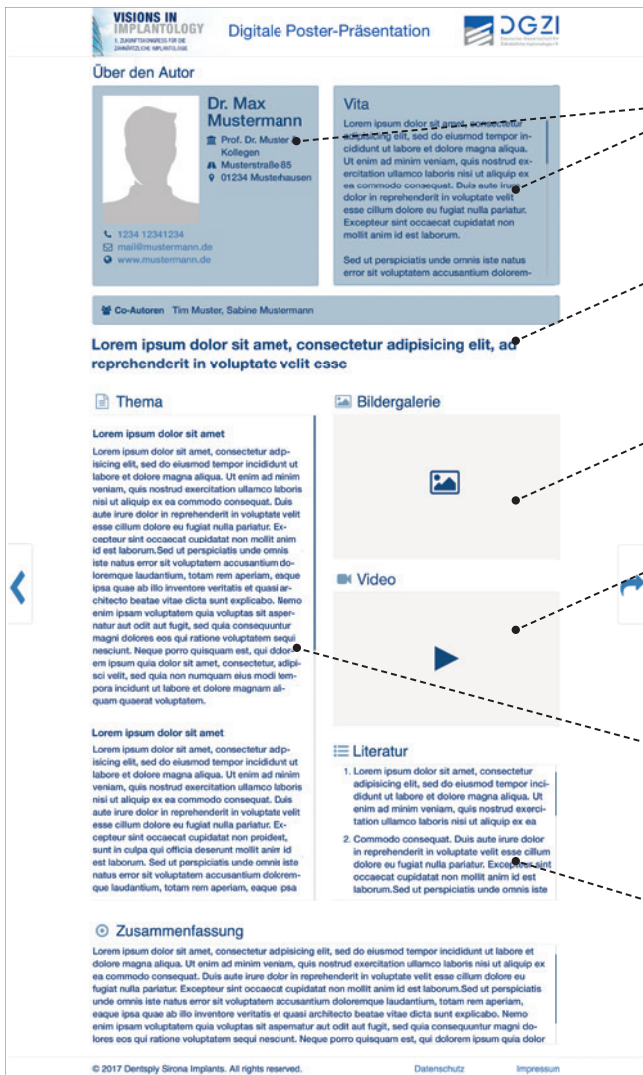 VISIONS IN
IMPLANTOLOGY
1. ZUKUNFTSKONGRESS FÜR DIE
ZAHNÄRZTLICHE IMPLANTOLOGIE
Digitale Poster-Präsentation
DGZI
Über den Autor
Dr. Max
Mustermann
Prof. Dr. Muster
Kollegen
Musterstraße 85
01234 Musterhausen
1234 12341234
mail@mustermann.de
www.mustermann.de
Vita
Lorem ipsum dolor sit amet, consectetur
adipisicing elit, sed do eiusmod tempor in-
cididunt ut labore et dolore magna aliqua.
Ut enim ad minim veniam, quis nostrud ex-
ercitation ullamco laboris nisi ut aliquip ex
ea commodo consequat. Duis aute irure
dolor in reprehenderit in voluptate velit
esse cillum dolore eu fugiat nulla pariatur.
Excepteur sint occaecat cupidatat non
mollit anim id est laborum.
Sed ut perspiciatis unde omnis iste natus
error sit voluptatem accusantium dolorem-
Co-Autoren Tim Muster, Sabine Mustermann
Lorem ipsum dolor sit amet, consectetur adipisicing elit, ad
reprehenderit in voluptate velit esse
Thema
Lorem ipsum dolor sit amet
Lorem ipsum dolor sit amet, consectetur adp-
isicing elit, sed do eiusmod tempor incididunt ut
labore et dolore magna aliqua. Ut enim ad minim
veniam, quis nostrud exercitation ullamco laboris
nisi ut aliquip ex ea commodo consequat. Duis
aute irure dolor in reprehenderit in voluptate velit
esse cillum dolore eu fugiat nulla pariatur. Ex-
cepteur sint occaecat cupidatat non mollit anim
id est laborum.Sed ut perspiciatis unde omnis
iste natus error sit voluptatem accusantium do-
loremque laudantium, totam rem aperiam, eaque
ipsa quae ab illo inventore veritatis et quasi ar-
chitecto beatae vitae dicta sunt explicabo. Nemo
enim ipsam voluptatem quia voluptas sit asper-
natur aut odit aut fugit, sed quia consequuntur
magni dolores eos qui ratione voluptatem sequi
nesciunt. Neque porro quisquam est, qui dolor-
em ipsum quia dolor sit amet, consectetur, adipi-
sci velit, sed quia non numquam eius modi tem-
pora incidunt ut labore et dolore magnam ali-
quam quaerat voluptatem.
Lorem ipsum dolor sit amet
Lorem ipsum dolor sit amet, consectetur adp-
isicing elit, sed do eiusmod tempor incididunt ut
labore et dolore magna aliqua. Ut enim ad minim
veniam, quis nostrud exercitation ullamco laboris
nisi ut aliquip ex ea commodo consequat. Duis
aute irure dolor in reprehenderit in voluptate velit
esse cillum dolore eu fugiat nulla pariatur. Ex-
cepteur sint occaecat cupidatat non proident,
sunt in culpa qui officia deserunt mollit anim id
est laborum. Sed ut perspiciatis unde omnis iste
natus error sit voluptatem accusantium dolorem-
que laudantium, totam rem aperiam, eaque psa
Bildergalerie
Video
Literatur
1. Lorem ipsum dolor sit amet, consectetur
adipisicing elit, sed do eiusmod tempor inci-
didunt ut labore et dolore magna aliqua. Ut
enim ad minim veniam, quis nostrud exerci-
tation ullamco laboris nisi ut aliquip ex ea
2. Commodo consequat. Duis aute irure dolor
in reprehenderit in voluptate velit esse cillum
dolore eu fugiat nulla pariatur. Excepteur sint
occaecat cupidatat non mollit anim id est
laborum.Sed ut perspiciatis unde omnis iste
Zusammenfassung
Lorem ipsum dolor sit amet, consectetur adpisicing elit, sed do eiusmod tempor incididunt ut labore et
dolore magna aliqua. Ut enim ad minim veniam, quis nostrud exercitation ullamco laboris nisi ut aliquip ex
ea commodo consequat. Duis aute irure dolor in reprehenderit in voluptate velit esse cillum dolore eu
fugiat nulla pariatur. Excepteur sint occaecat cupidatat non mollit anim id est laborum.Sed ut perspiciatis
unde omnis iste natus error sit voluptatem accusantium doloremque laudantium, totam rem aperiam,
eaque ipsa quae ab illo inventore veritatis et quasi architecto beatae vitae dicta sunt explicabo. Nemo
enim ipsam voluptatem quia voluptas sit aspernatur aut odit aut fugit, sed quia consequuntur magni do-
lores eos qui ratione voluptatem sequi nescunt. Neque porro quisquam est, qui dolorem ipsum quia dolor
© 2017 Dentsply Sirona Implants. All rights reserved.
Datenschutz
Impressum